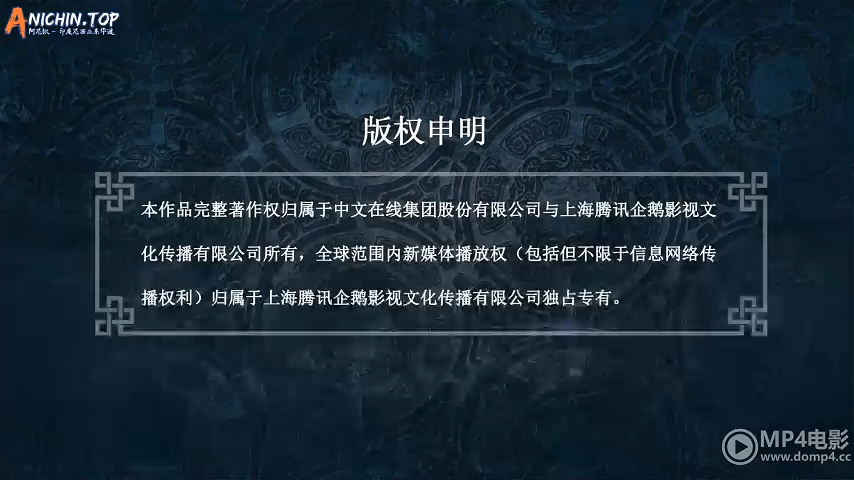 ANICHIN.TOP
版权申明
本作品完整著作权归属于中文在线集团股份有限公司与上海腾讯企鹅影视文
化传播有限公司所有，全球范围内新媒体播放权（包括但不限于信息网络传
播权利）归属于上海腾讯企鹅影视文化传播有限公司独占专有。
MP4电影
www.domp4.cc